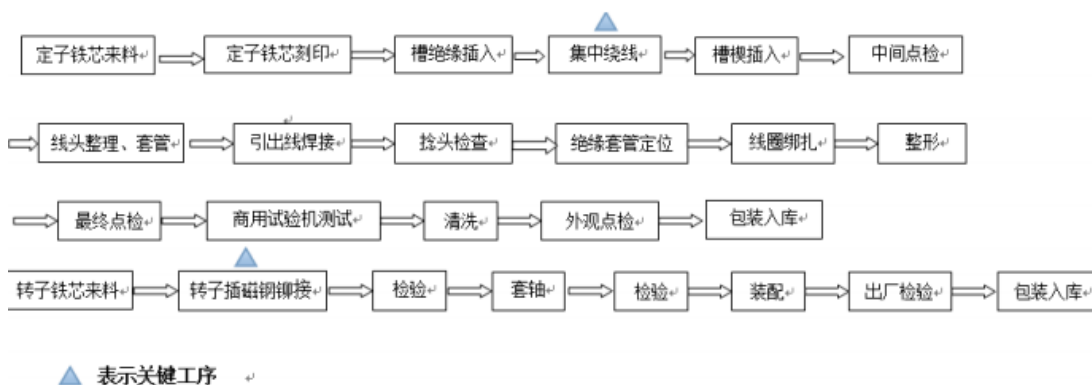 定子铁芯来料 定子铁芯刻印 槽绝缘插入 集中绕线 槽楔插入 中间点检
线头整理、套管 引出线焊接 捻头检查 绝缘套管定位 线圈绑扎 整形
最终点检 商用试验机测试 清洗 外观点检 包装入库
转子铁芯来料 转子插磁钢铆接 检验 套轴 检验 装配 出厂检验 包装入库
表示关键工序